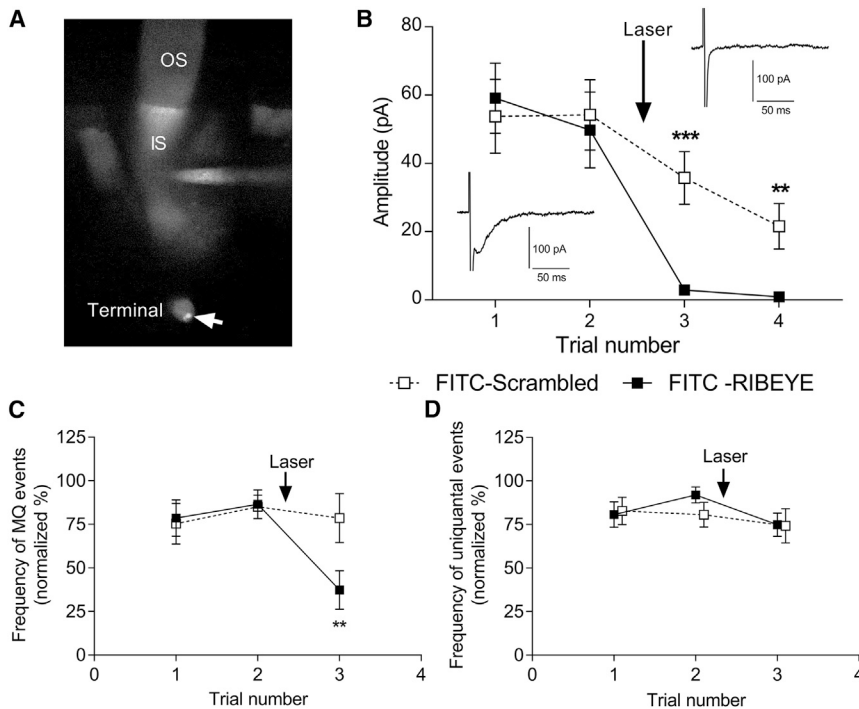 A
OS
IS
Terminal
B
Amplitude (pA)
80
60
40
20
0
Laser
100 pA
50 ms
***
**
100 pA
50 ms
1 2 3 4
Trial number
FITC-Scrambled FITC -RIBEYE
C
Frequency of MQ events
(normalized %)
125
100
75
50
25
0
Laser
**
0 1 2 3 4
Trial number
D
Frequency of uniquantal events
(normalized %)
125
100
75
50
25
0
Laser
0 1 2 3 4
Trial number